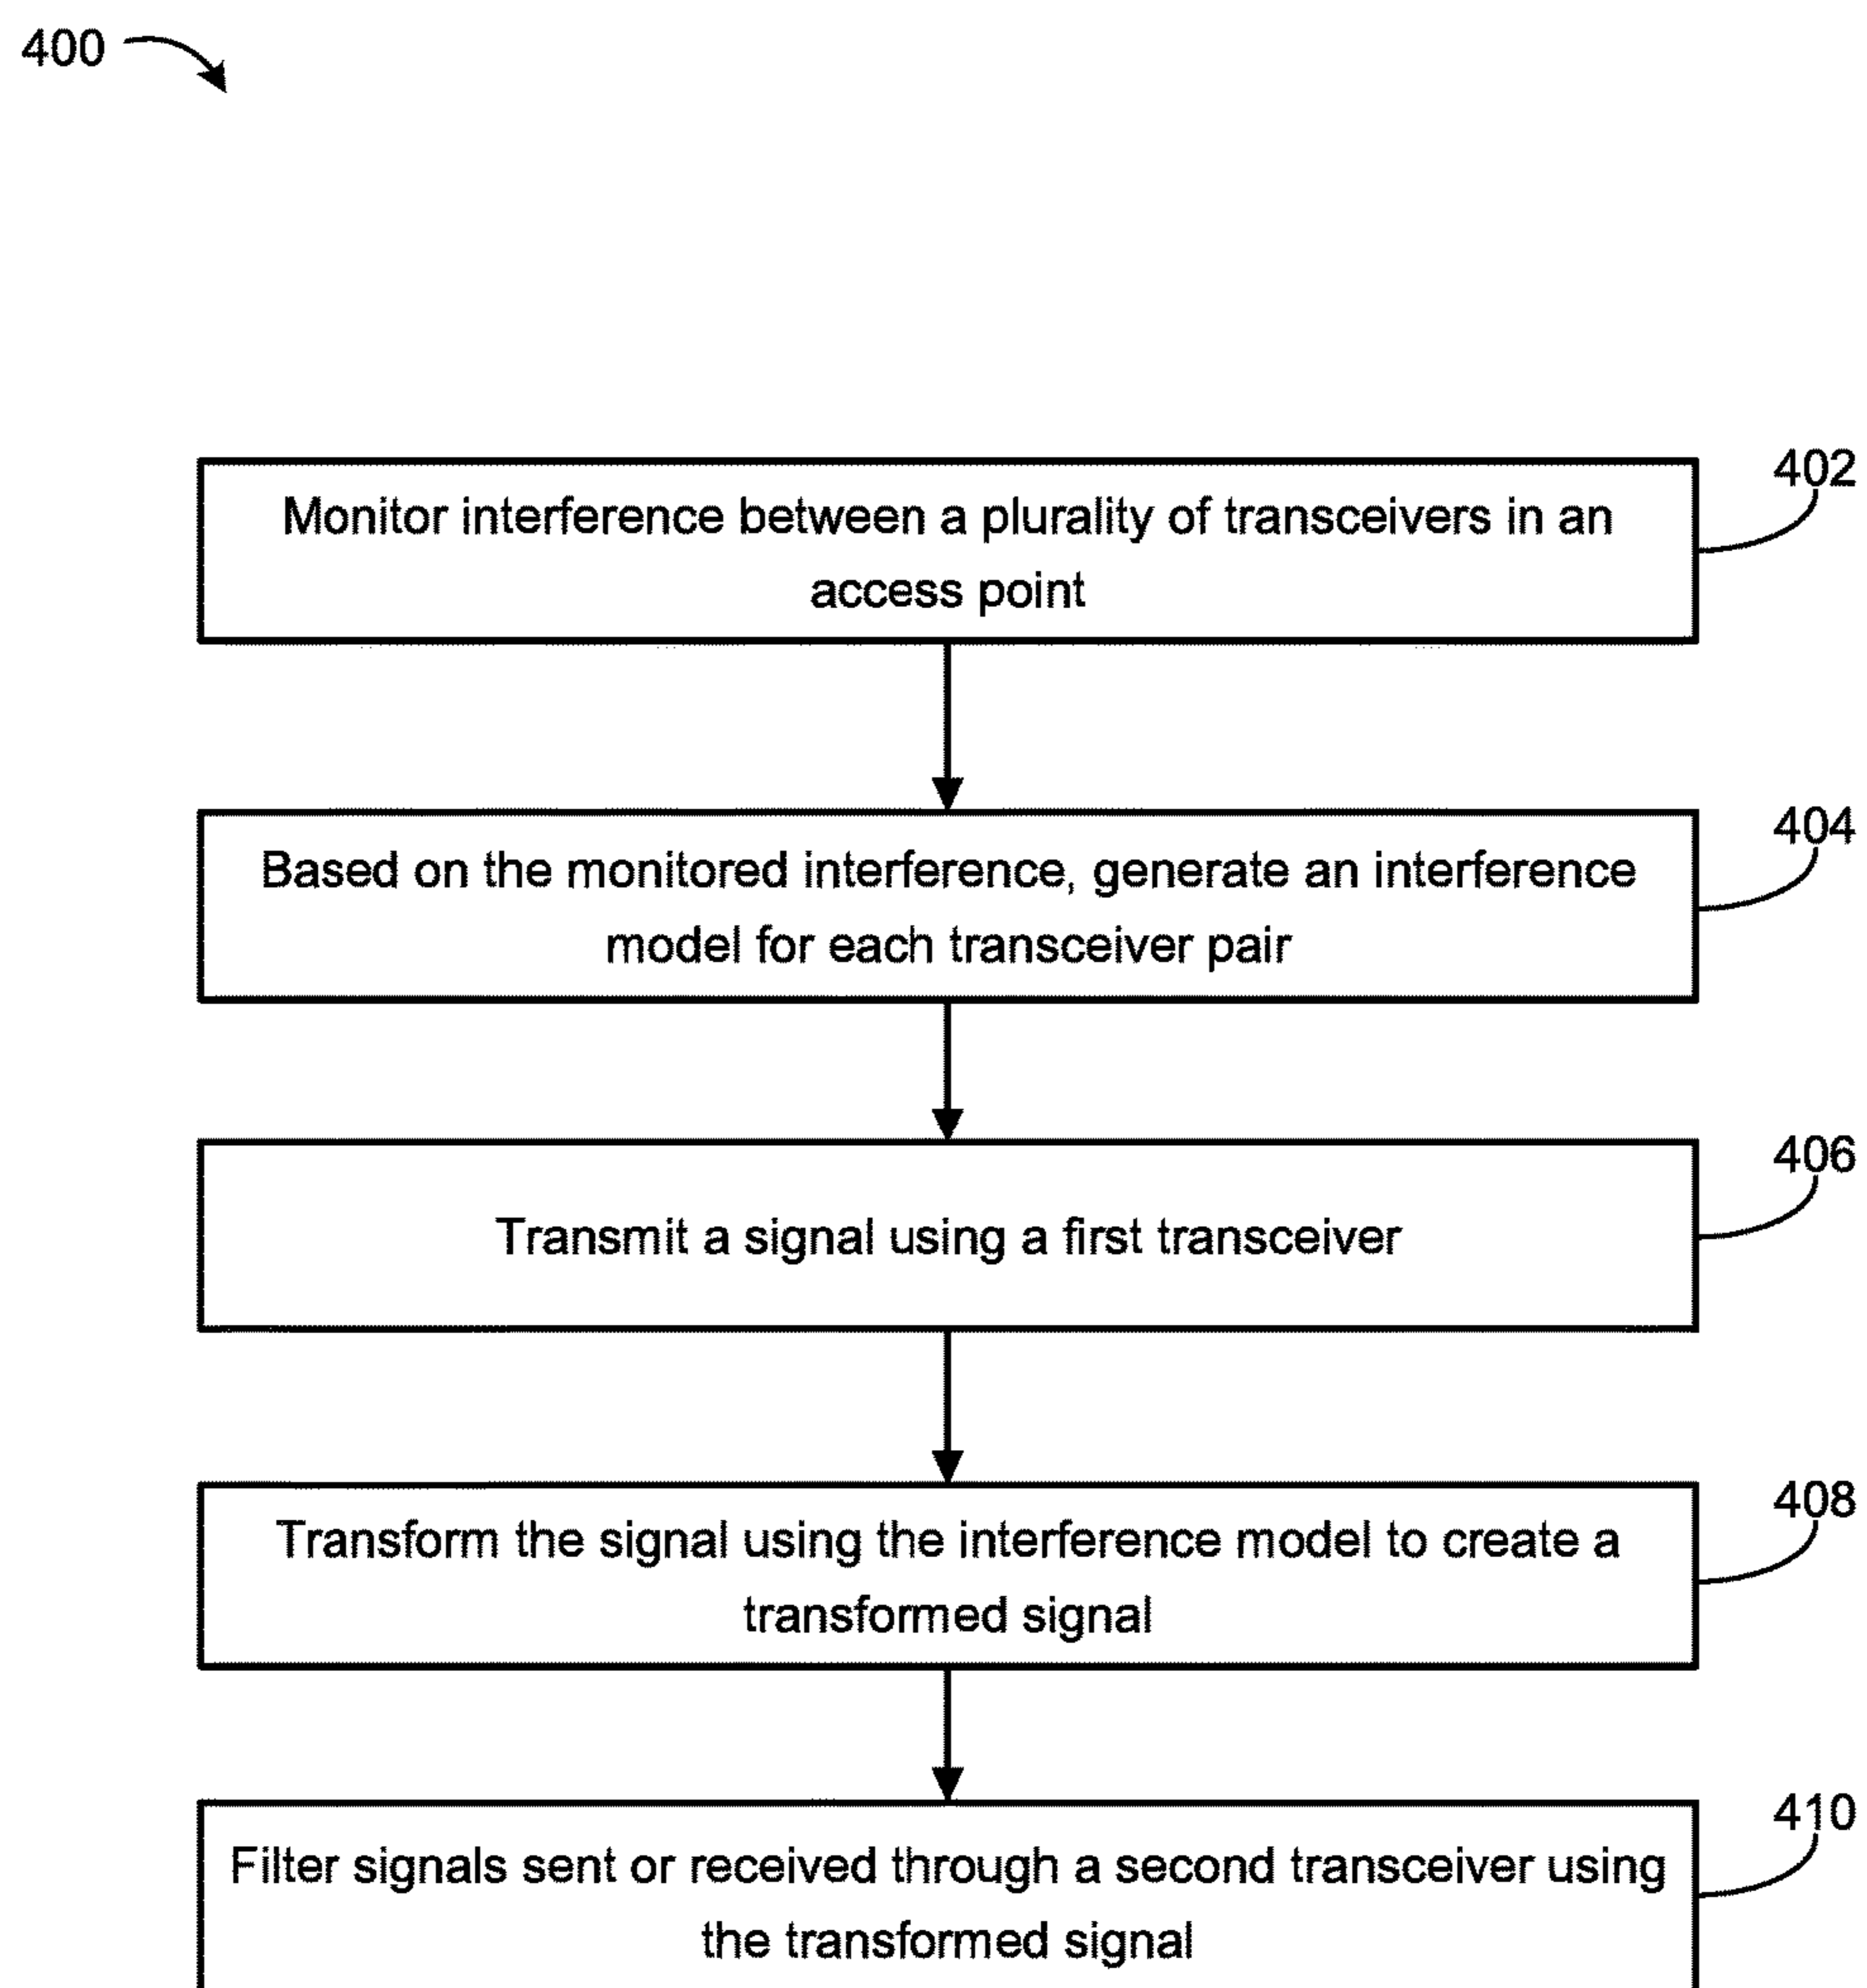 400
402
Monitor interference between a plurality of transceivers in an
access point
404
Based on the monitored interference, generate an interference
model for each transceiver pair
406
Transmit a signal using a first transceiver
408
Transform the signal using the interference model to create a
transformed signal
410
Filter signals sent or received through a second transceiver using
the transformed signal